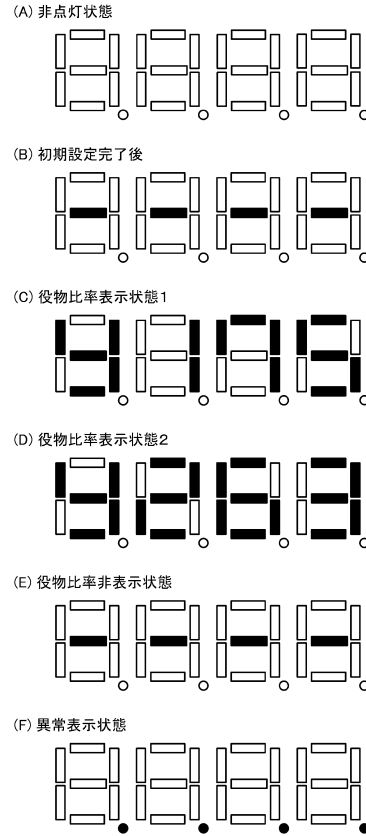 (A) 非点灯状態
(B) 初期設定完了後
(C) 役物比率表示状態1
(D) 役物比率表示状態2
(E) 役物比率非表示状態
(F) 異常表示状態